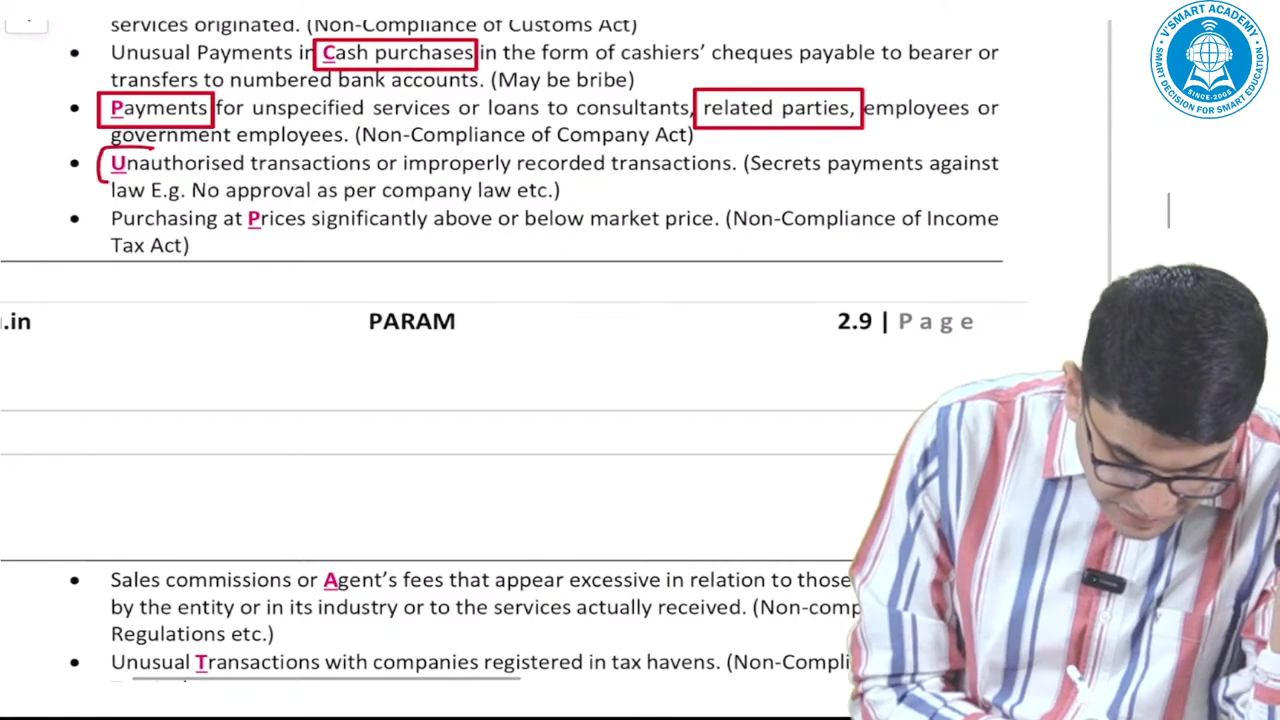 services originated. (Non-Compliance of Customs Act)
• Unusual Payments in Cash purchases in the form of cashiers’ cheques payable to bearer or
transfers to numbered bank accounts. (May be bribe)
• Payments for unspecified services or loans to consultants, related parties, employees or
government employees. (Non-Compliance of Company Act)
• Unauthorised transactions or improperly recorded transactions. (Secrets payments against
law E.g. No approval as per company law etc.)
• Purchasing at Prices significantly above or below market price. (Non-Compliance of Income
Tax Act)
.in PARAM 2.9 | Page
• Sales commissions or Agent’s fees that appear excessive in relation to those
by the entity or in its industry or to the services actually received. (Non-comp
Regulations etc.)
• Unusual Transactions with companies registered in tax havens. (Non-Compli
V'SMART ACADEMY
SINCE-2005
SMART DECISION FOR SMART EDUCATION